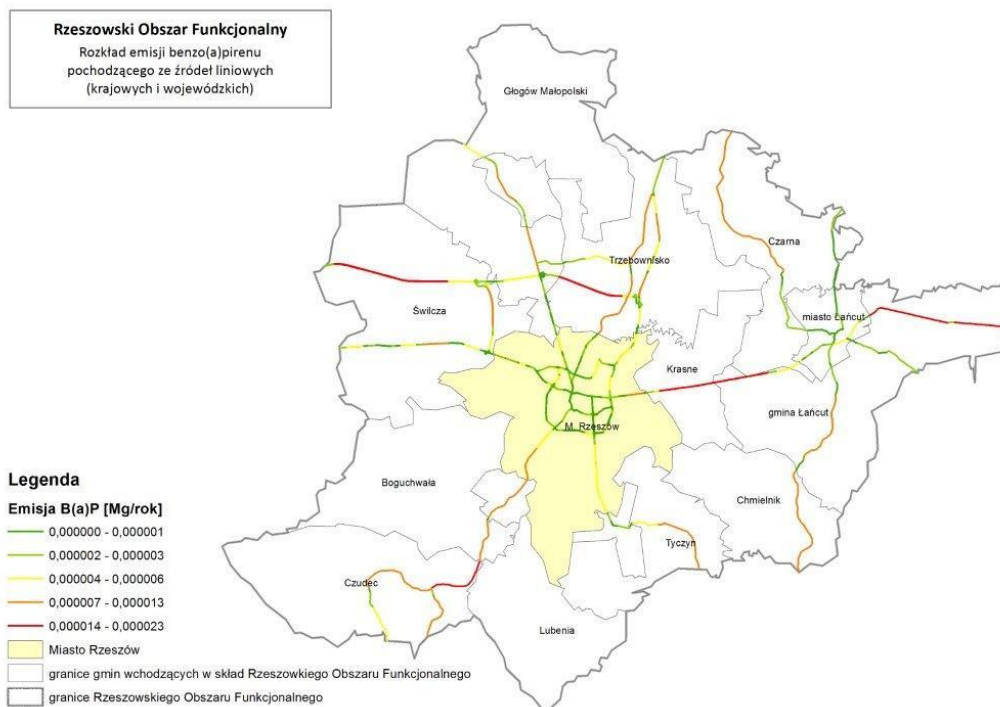 Rzeszowski Obszar Funkcjonalny
Rozkład emisji benzo(a)pirenu
pochodzącego ze źródeł liniowych
(krajowych i wojewódzkich)
Głogów Małopolski
Trzebownisko
Czarna
Świlcza
miasto Łańcut
Krasne
gmina Łańcut
M. Rzeszów
Boguchwała
Chmielnik
Tyczyn
Czudec
Lubenia
Legenda
Emisja B(a)P [Mg/rok]
0,000000 - 0,000001
0,000002 - 0,000003
0,000004 - 0,000006
0,000007 - 0,000013
0,000014 - 0,000023
Miasto Rzeszów
granice gmin wchodzących w skład Rzeszowkiego Obszaru Funkcjonalnego
granice Rzeszowskiego Obszaru Funkcjonalnego